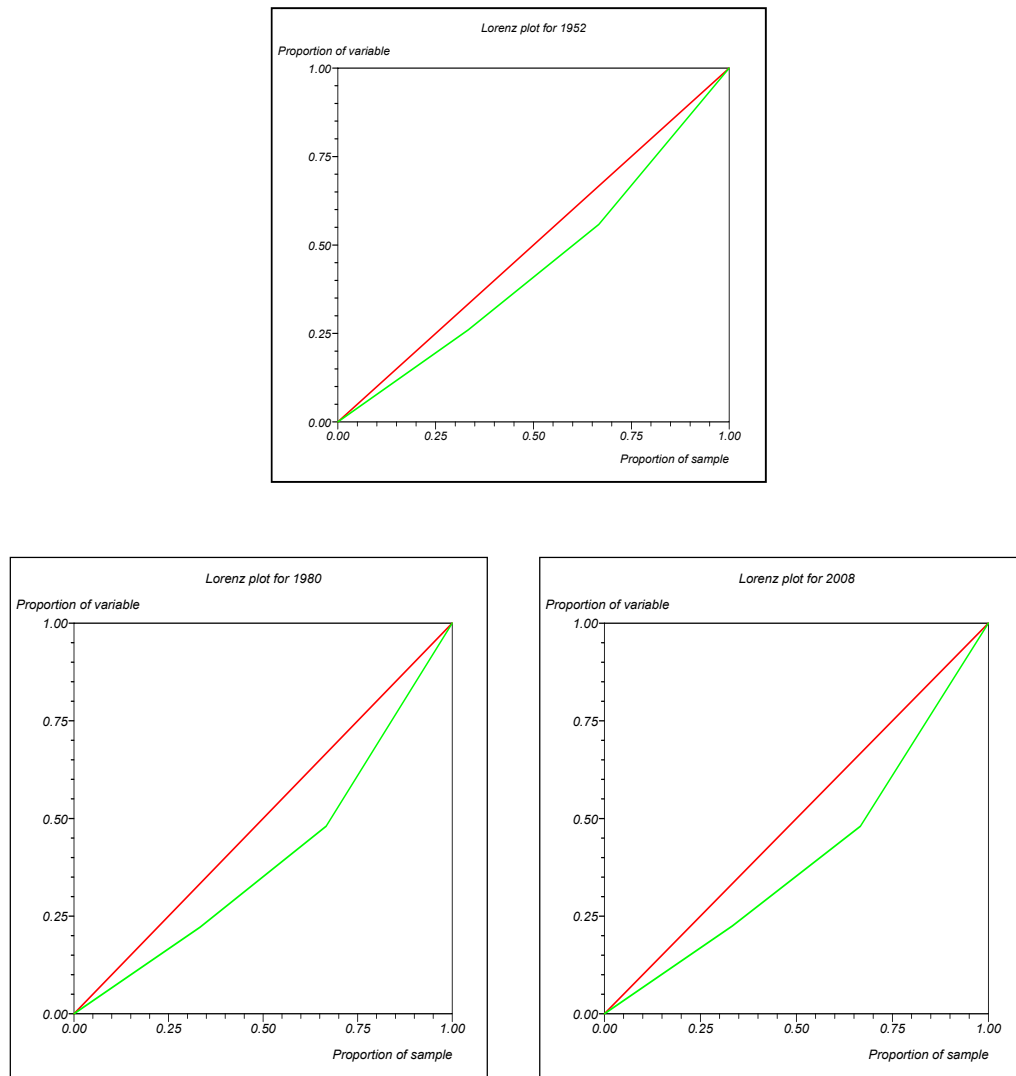 Lorenz plot for 1952
Proportion of variable
1.00
0.75
0.50
0.25
0.00
0.00 0.25 0.50 0.75 1.00
Proportion of sample
Lorenz plot for 1980
Proportion of variable
1.00
0.75
0.50
0.25
0.00
0.00 0.25 0.50 0.75 1.00
Proportion of sample
Lorenz plot for 2008
Proportion of variable
1.00
0.75
0.50
0.25
0.00
0.00 0.25 0.50 0.75 1.00
Proportion of sample